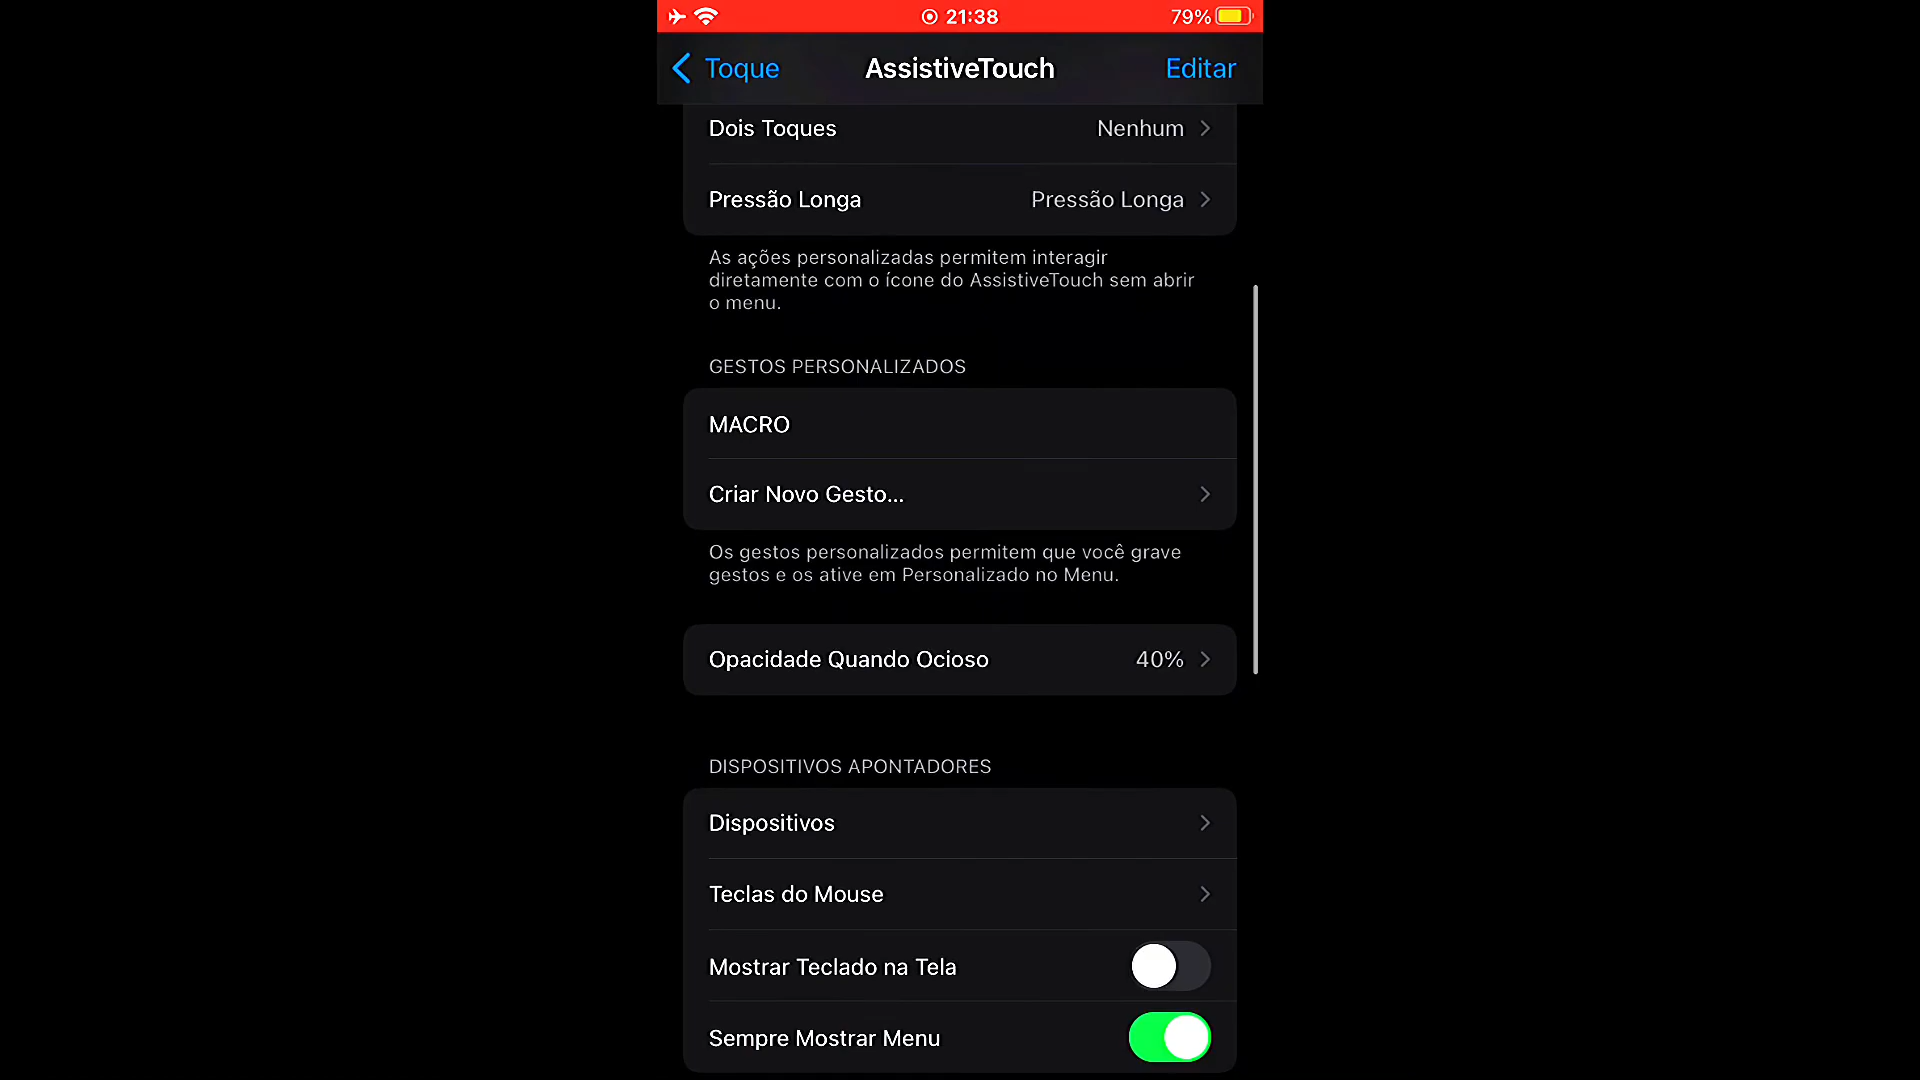 21:38
79%
Toque
AssistiveTouch
Editar
Dois Toques
Nenhum
Pressão Longa
Pressão Longa
As ações personalizadas permitem interagir
diretamente com o ícone do AssistiveTouch sem abrir
o menu.
GESTOS PERSONALIZADOS
MACRO
Criar Novo Gesto...
Os gestos personalizados permitem que você grave
gestos e os ative em Personalizado no Menu.
Opacidade Quando Ocioso
40%
DISPOSITIVOS APONTADORES
Dispositivos
Teclas do Mouse
Mostrar Teclado na Tela
Sempre Mostrar Menu